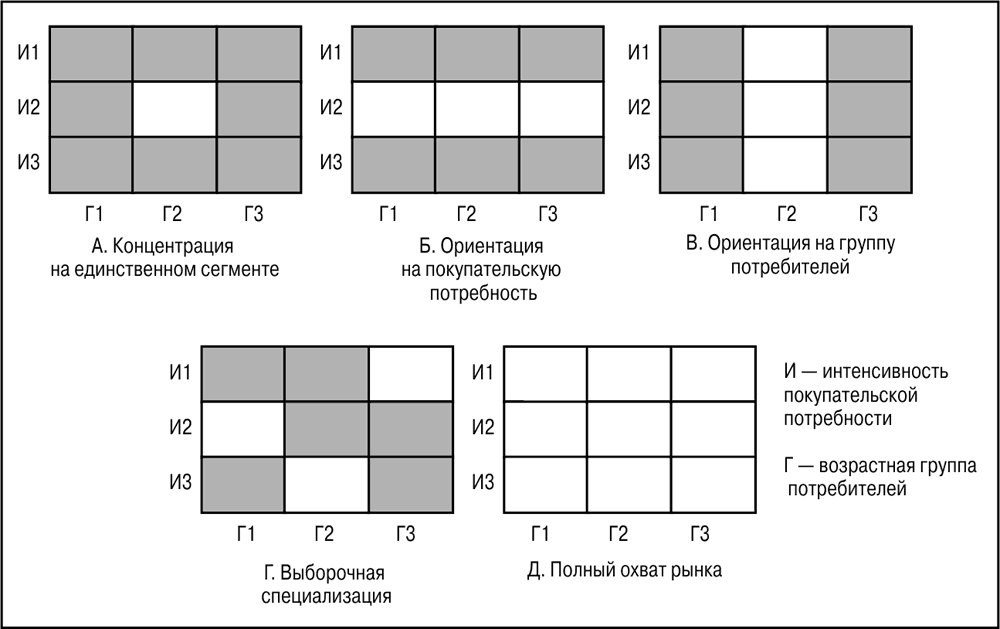 И1
И2
И3
Г1 Г2 Г3
А. Концентрация
на единственном сегменте
И1
И2
И3
Г1 Г2 Г3
Б. Ориентация
на покупательскую
потребность
И1
И2
И3
Г1 Г2 Г3
В. Ориентация на группу
потребителей
И1
И2
И3
Г1 Г2 Г3
Г. Выборочная
специализация
И1
И2
И3
Г1 Г2 Г3
Д. Полный охват рынка
И — интенсивность
покупательской
потребности
Г — возрастная группа
потребителей